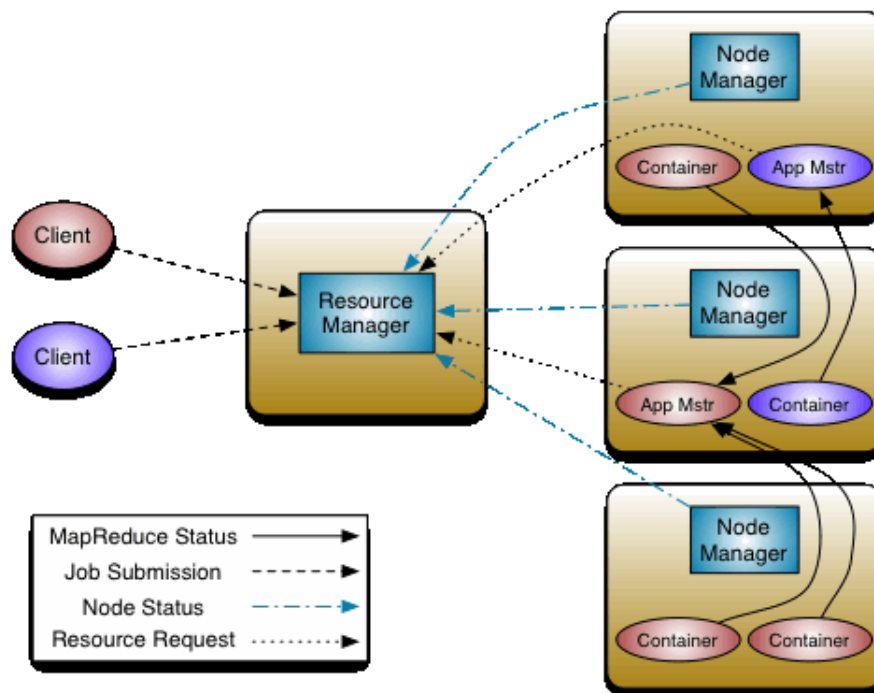 Node
Manager
Container
App Mstr
Client
Client
Resource
Manager
Node
Manager
App Mstr
Container
Node
Manager
Container
Container
MapReduce Status
Job Submission
Node Status
Resource Request